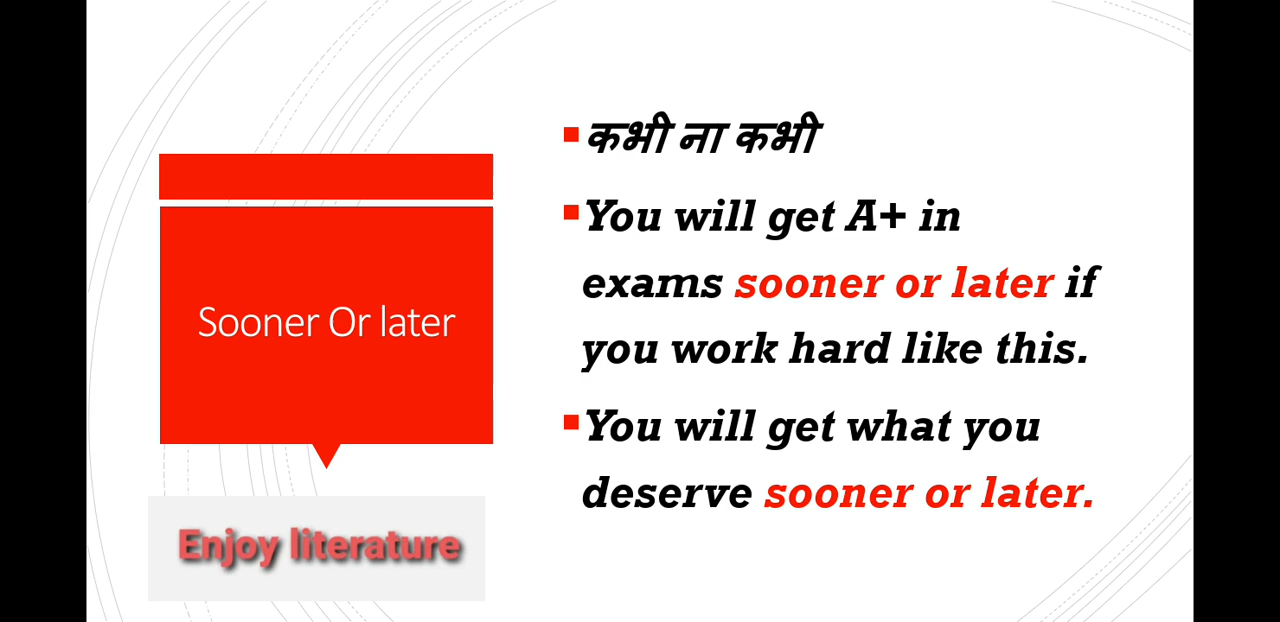 Sooner Or later
Enjoy literature
कभी ना कभी
You will get A+ in
exams sooner or later if
you work hard like this.
You will get what you
deserve sooner or later.